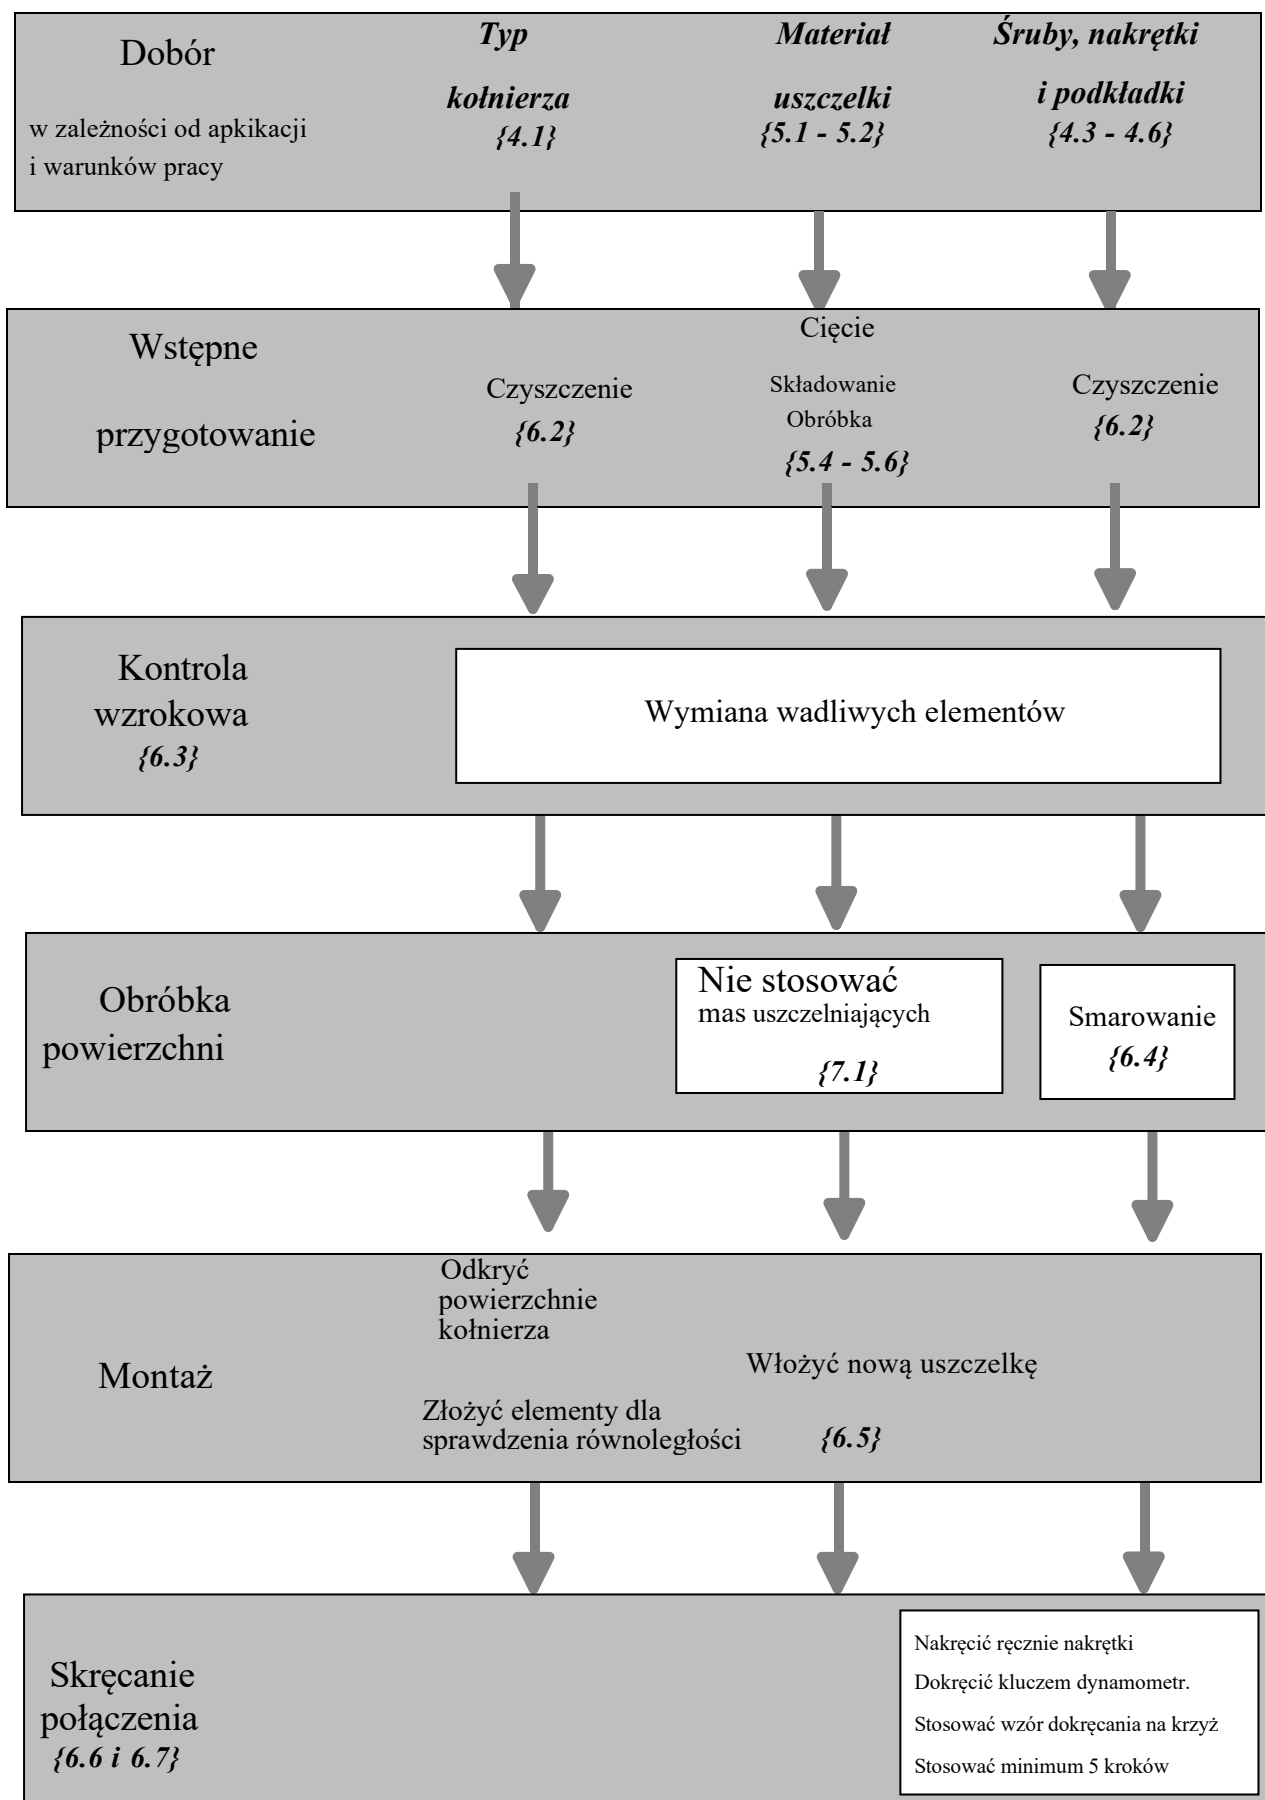 Dobór
w zależności od apkikacji
i warunków pracy
Typ
kołnierza
{4.1}
Materiał
uszczelki
{5.1 - 5.2}
Śruby, nakrętki
i podkładki
{4.3 - 4.6}
Wstępne
przygotowanie
Czyszczenie
{6.2}
Cięcie
Składowanie
Obróbka
{5.4 - 5.6}
Czyszczenie
{6.2}
Kontrola
wzrokowa
{6.3}
Wymiana wadliwych elementów
Obróbka
powierzchni
Nie stosować
mas uszczelniających
{7.1}
Smarowanie
{6.4}
Montaż
Odkryć
powierzchnie
kołnierza
Złożyć elementy dla
sprawdzenia równoległości
Włożyć nową uszczelkę
{6.5}
Skręcanie
połączenia
{6.6 i 6.7}
Nakręcić ręcznie nakrętki
Dokręcić kluczem dynamometr.
Stosować wzór dokręcania na krzyż
Stosować minimum 5 kroków